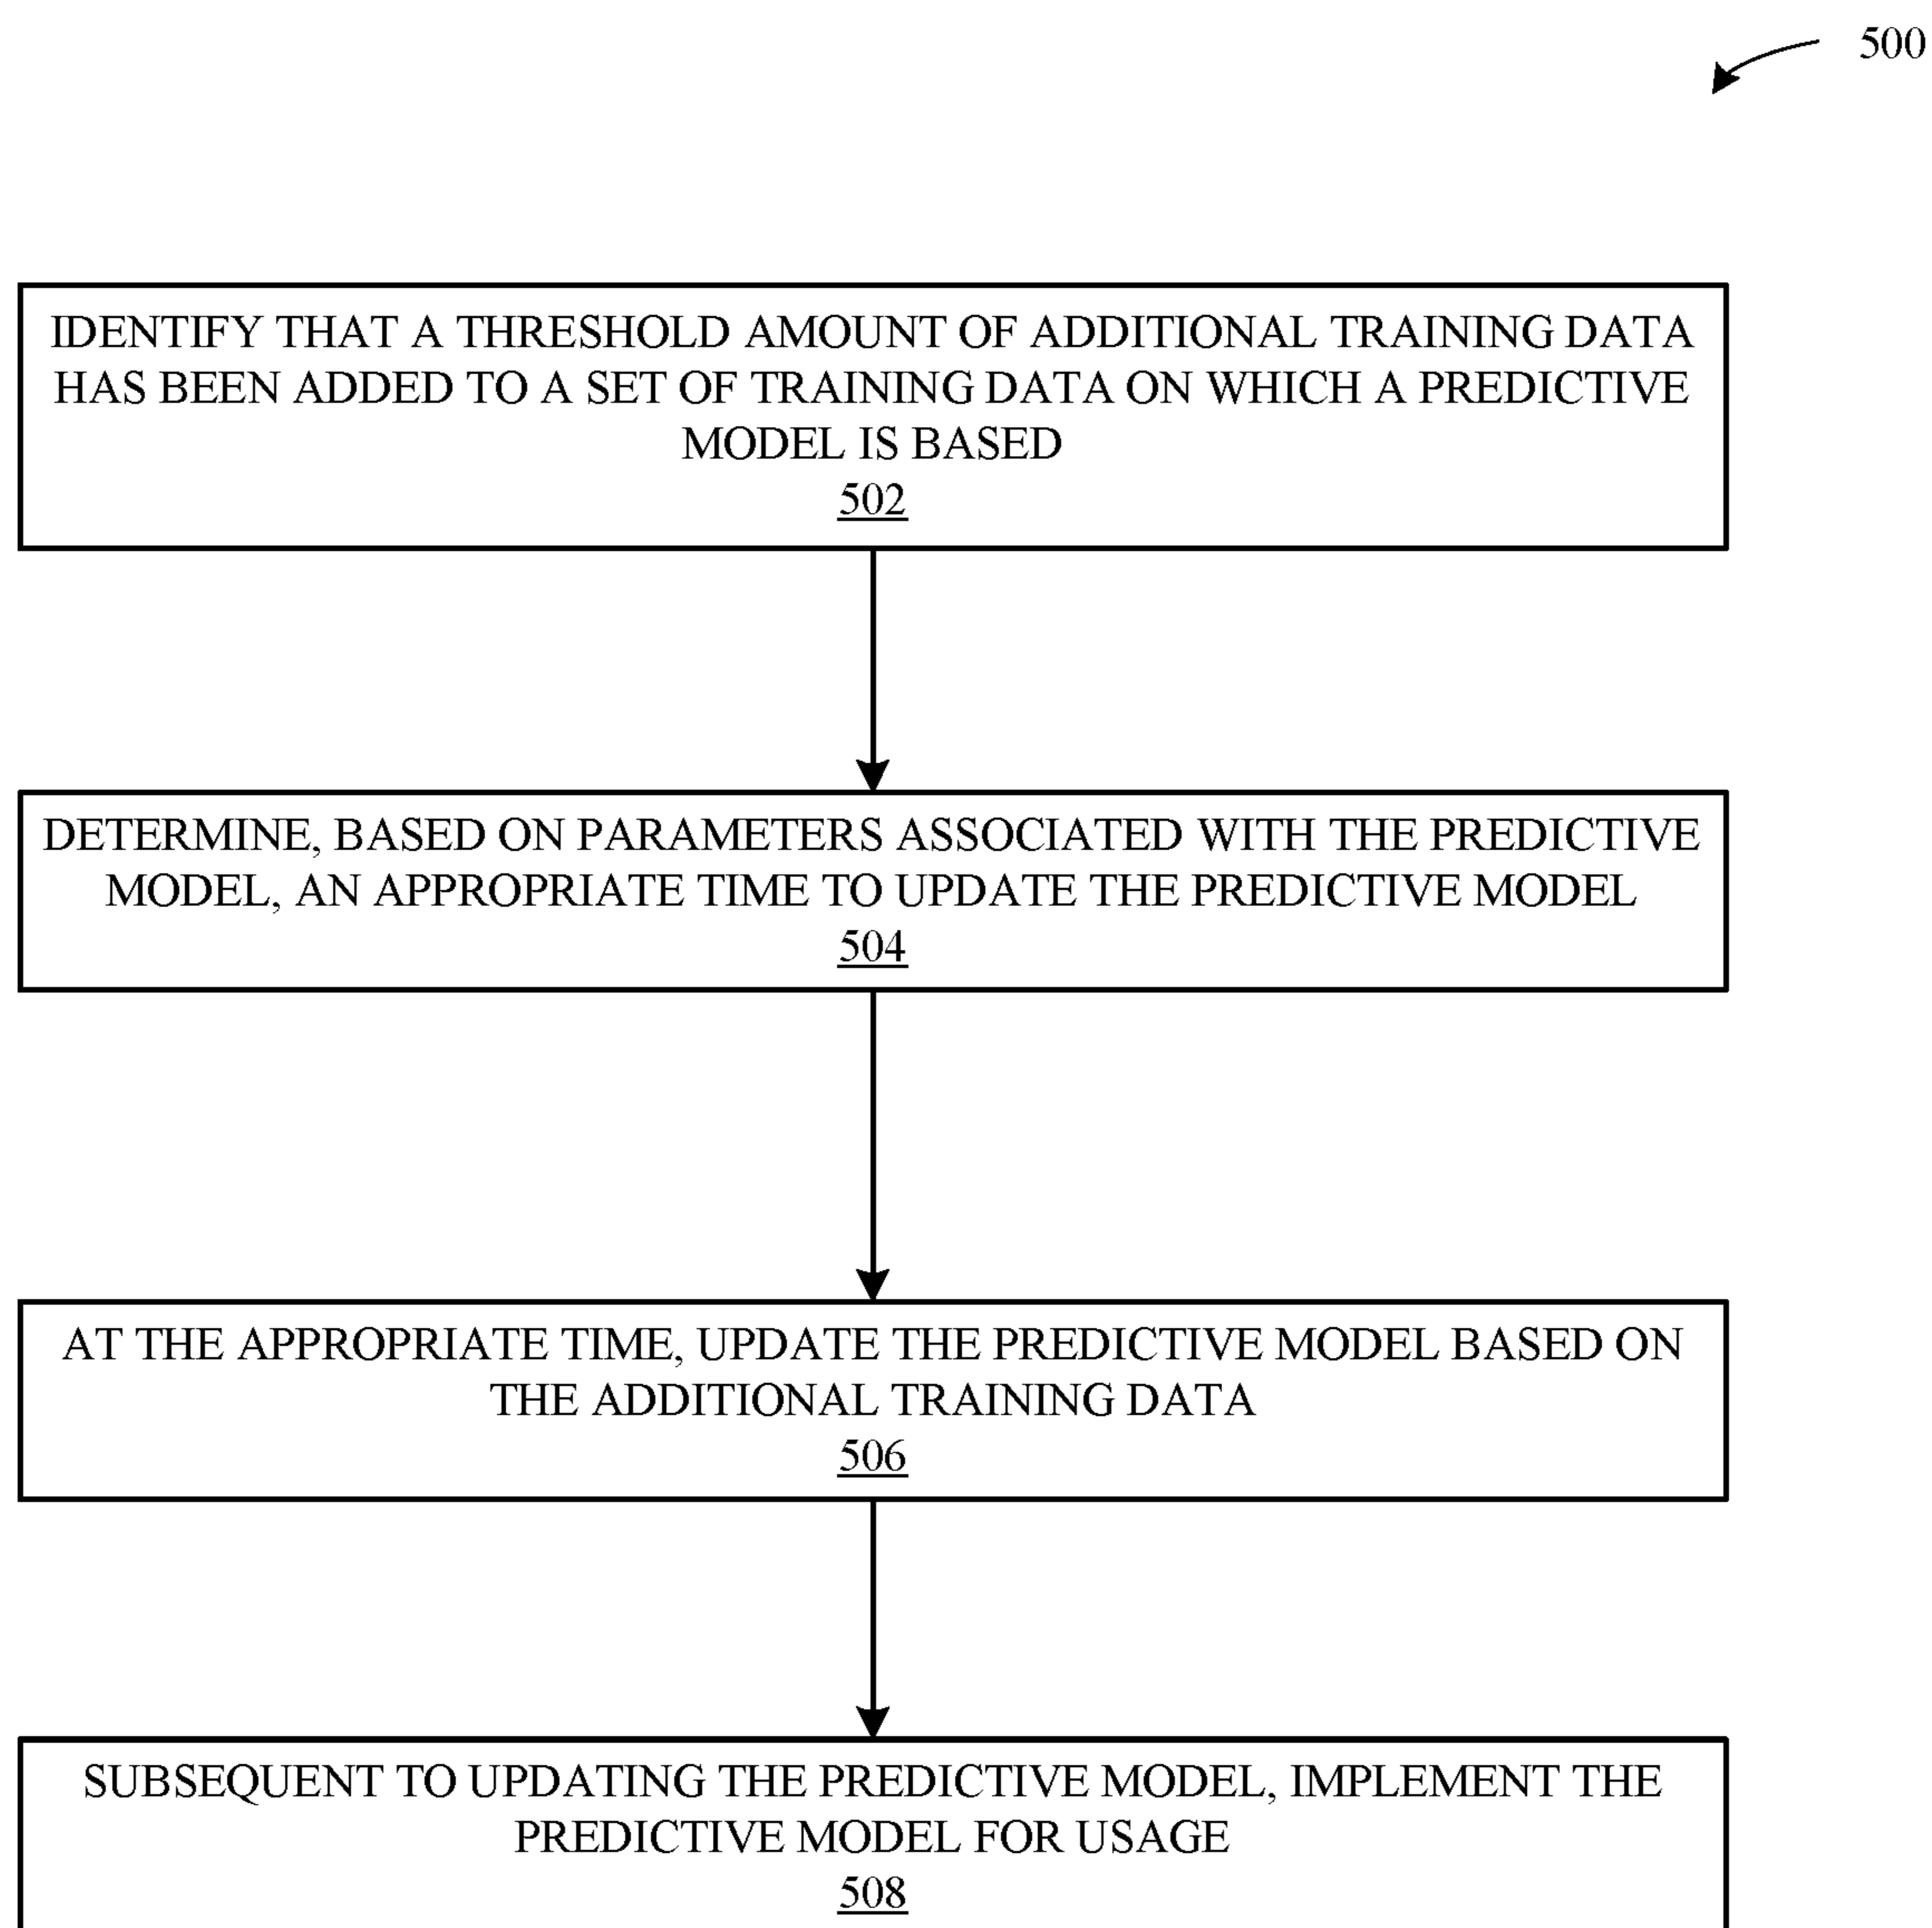 500
IDENTIFY THAT A THRESHOLD AMOUNT OF ADDITIONAL TRAINING DATA
HAS BEEN ADDED TO A SET OF TRAINING DATA ON WHICH A PREDICTIVE
MODEL IS BASED
502
DETERMINE, BASED ON PARAMETERS ASSOCIATED WITH THE PREDICTIVE
MODEL, AN APPROPRIATE TIME TO UPDATE THE PREDICTIVE MODEL
504
AT THE APPROPRIATE TIME, UPDATE THE PREDICTIVE MODEL BASED ON
THE ADDITIONAL TRAINING DATA
506
SUBSEQUENT TO UPDATING THE PREDICTIVE MODEL, IMPLEMENT THE
PREDICTIVE MODEL FOR USAGE
508